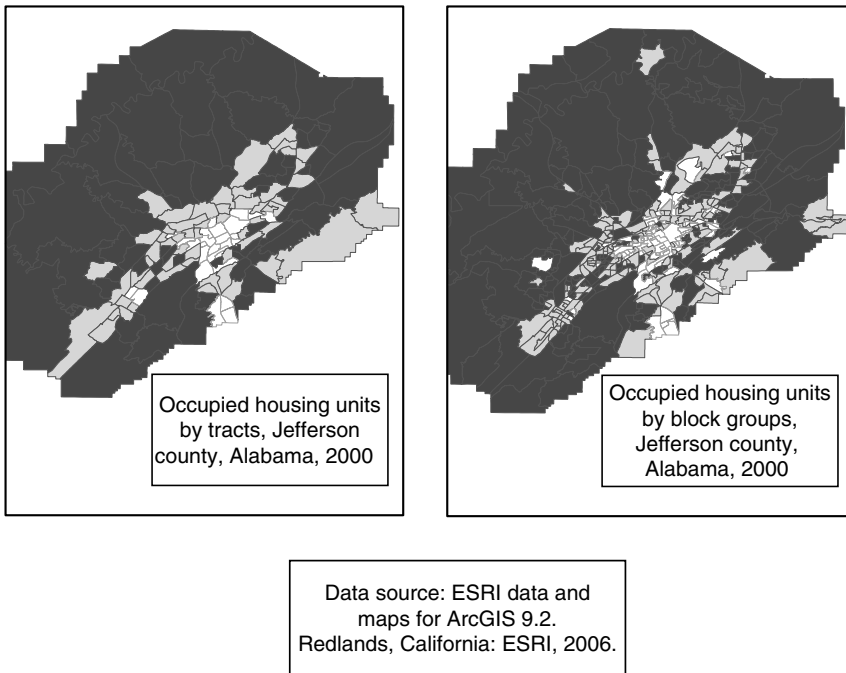 Occupied housing units
by tracts, Jefferson
county, Alabama, 2000
Occupied housing units
by block groups,
Jefferson county,
Alabama, 2000
Data source: ESRI data and
maps for ArcGIS 9.2.
Redlands, California: ESRI, 2006.